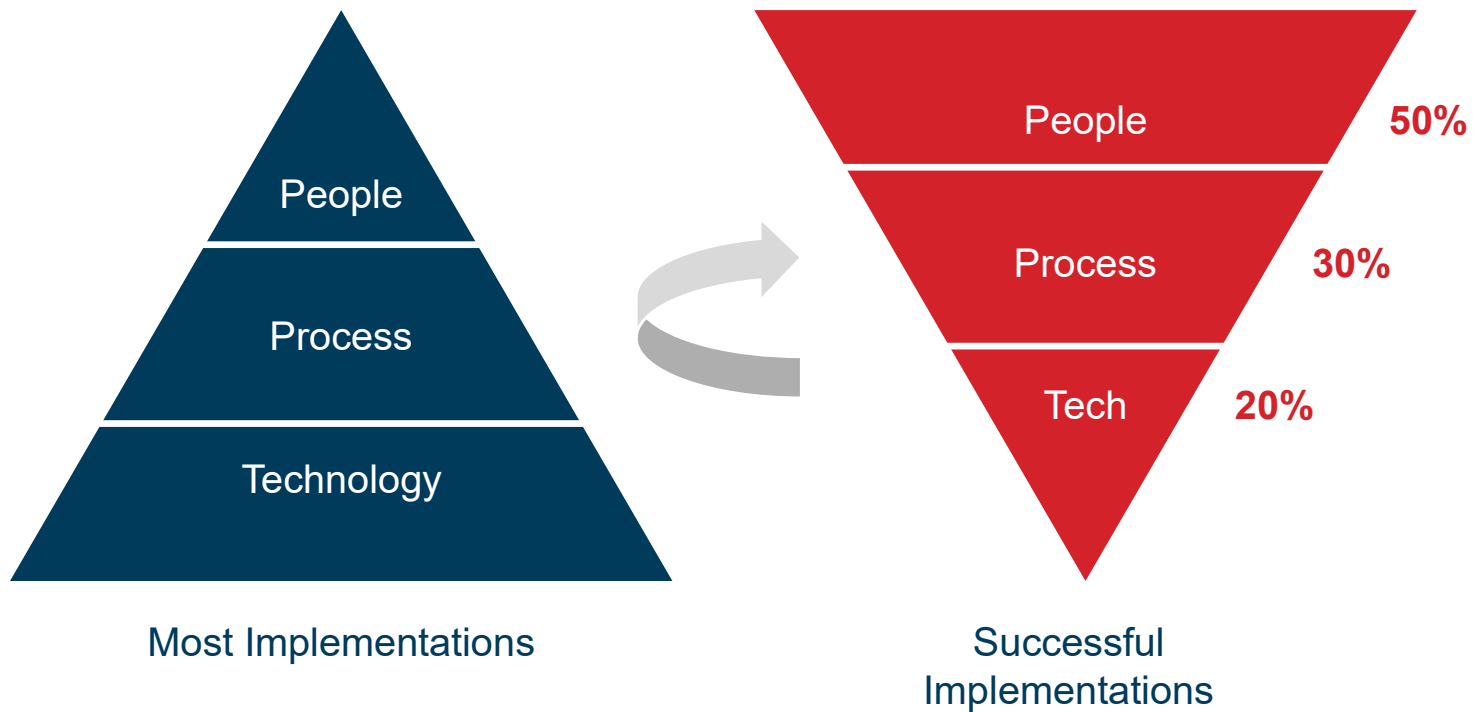 People
Process
Technology
Most Implementations
People
50%
Process
30%
Tech
20%
Successful
Implementations